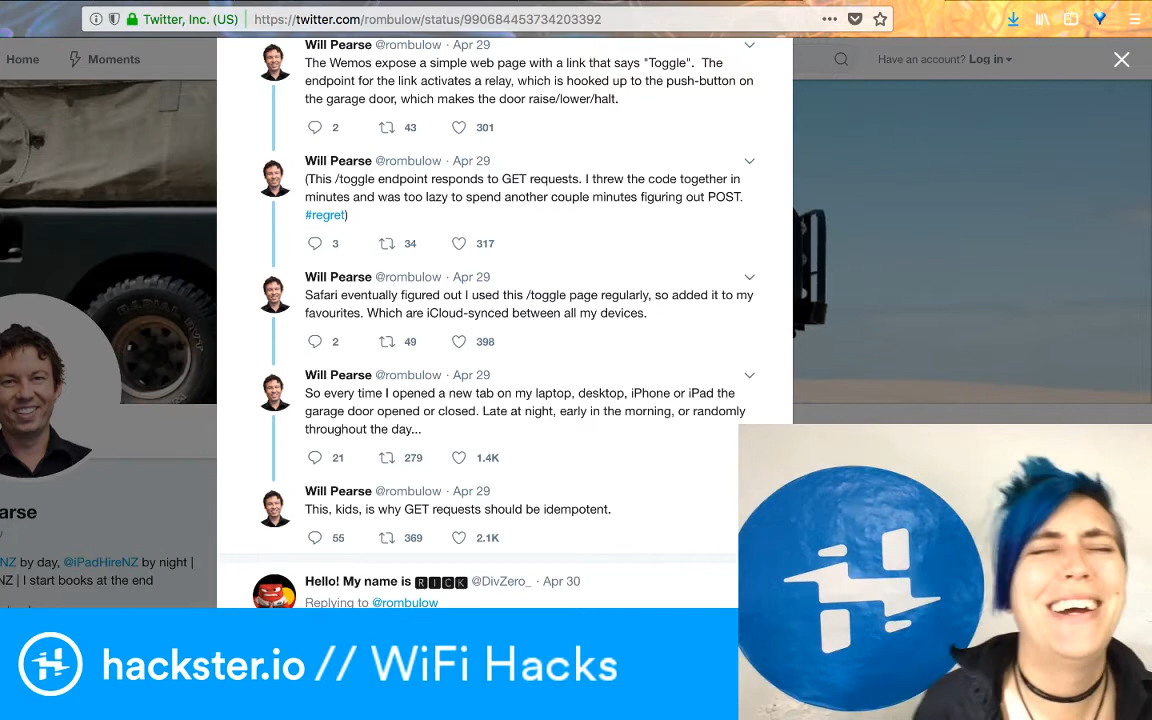 Twitter, Inc. (US)
https://twitter.com/rombulow/status/990684453734203392
Home
Moments
Have an account? Log in
Will Pearse @rombulow · Apr 29
The Wemos expose a simple web page with a link that says "Toggle". The
endpoint for the link activates a relay, which is hooked up to the push-button on
the garage door, which makes the door raise/lower/halt.
2 43 301
Will Pearse @rombulow · Apr 29
(This /toggle endpoint responds to GET requests. I threw the code together in
minutes and was too lazy to spend another couple minutes figuring out POST.
#regret)
3 34 317
Will Pearse @rombulow · Apr 29
Safari eventually figured out I used this /toggle page regularly, so added it to my
favourites. Which are iCloud-synced between all my devices.
2 49 398
Will Pearse @rombulow · Apr 29
So every time I opened a new tab on my laptop, desktop, iPhone or iPad the
garage door opened or closed. Late at night, early in the morning, or randomly
throughout the day...
21 279 1.4K
Will Pearse @rombulow · Apr 29
This, kids, is why GET requests should be idempotent.
55 369 2.1K
arse
NZ by day, @iPadHireNZ by night |
NZ | I start books at the end
Hello! My name is RICK @DivZero_ · Apr 30
Replying to @rombulow
hackster.io // WiFi Hacks